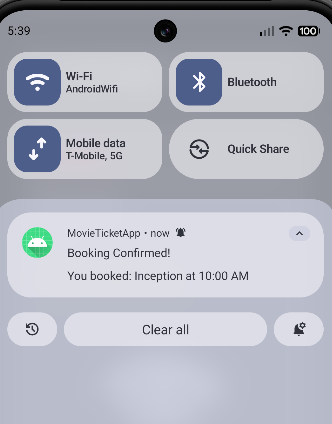 5:39
100
Wi-Fi
AndroidWifi
Bluetooth
Mobile data
T-Mobile, 5G
Quick Share
MovieTicketApp • now
Booking Confirmed!
You booked: Inception at 10:00 AM
Clear all